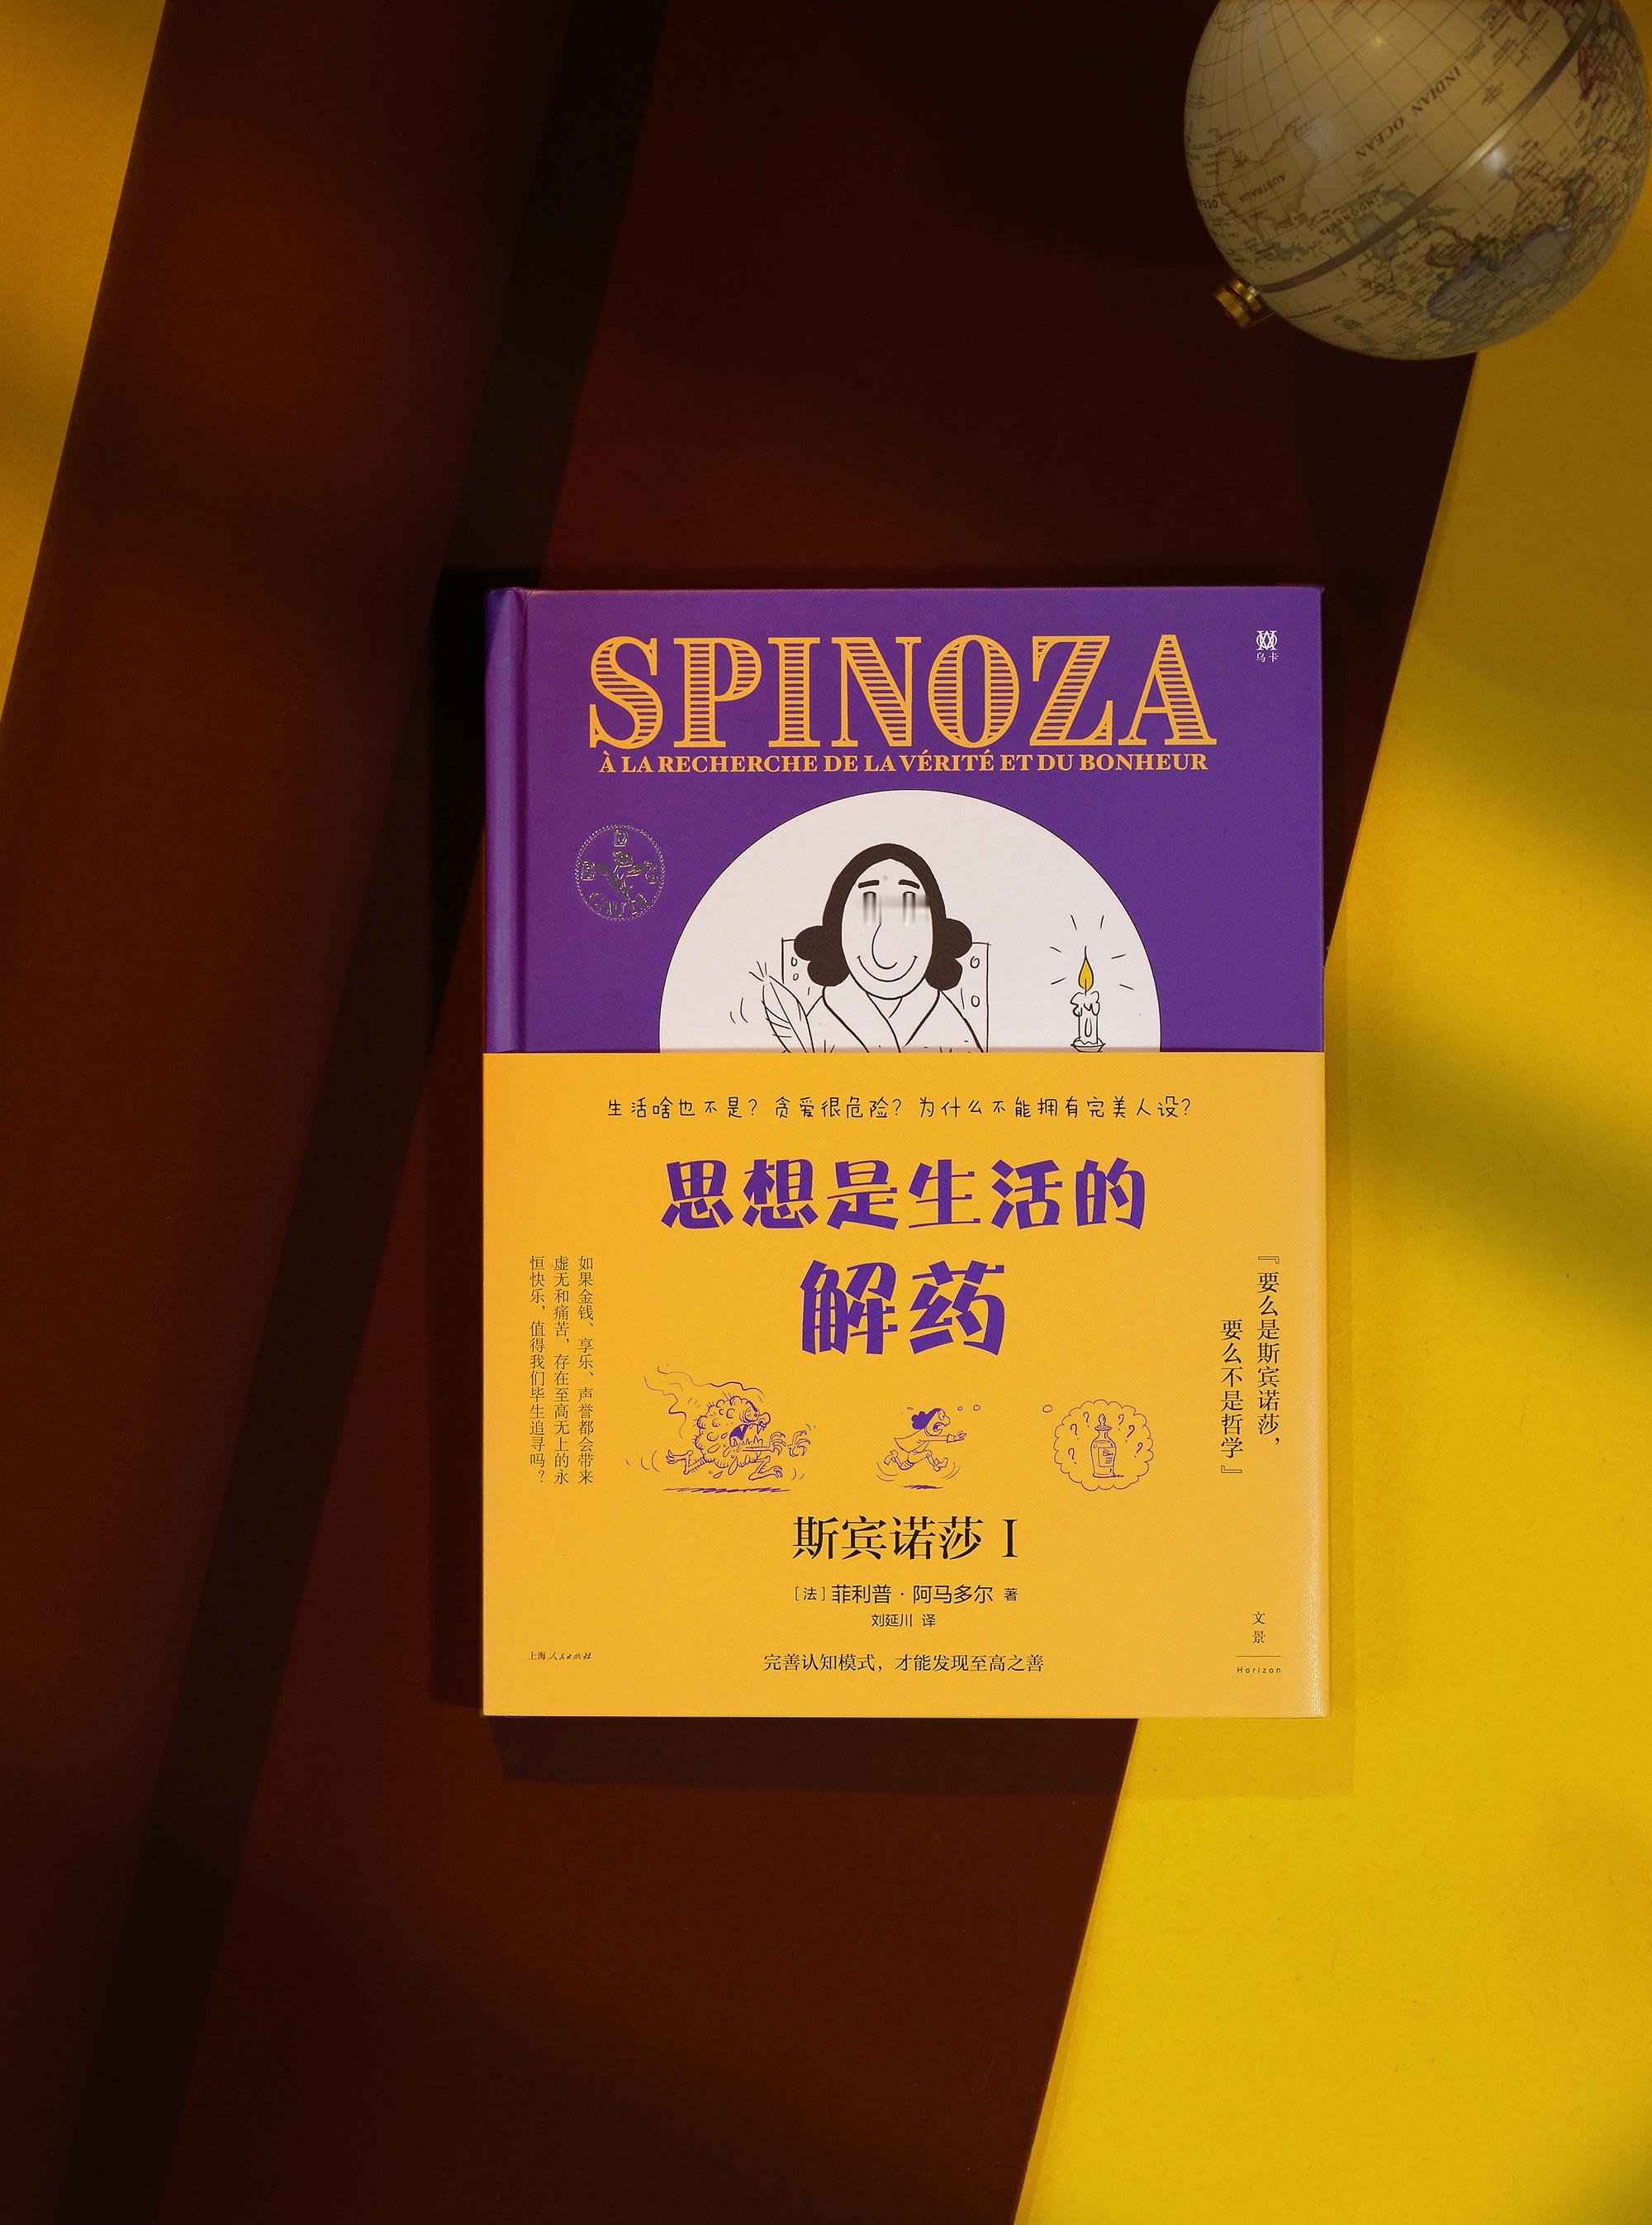 INDIAN OCEAN
AUSTRALIA
SPINOZA
乌卡
À LA RECHERCHE DE LA VÉRITÉ ET DU BONHEUR
生活啥也不是？贪爱很危险？为什么不能拥有完美人设？
思想是生活的
解药
如果金钱、享乐、声誉都会带来
虚无和痛苦，存在至高无上的永
恒快乐，值得我们毕生追寻吗？
『要么是斯宾诺莎，
要么不是哲学』
斯宾诺莎 I
［法］菲利普·阿马多尔 著
刘延川 译
完善认知模式，才能发现至高之善
上海人民出版社
文
景
Horizon